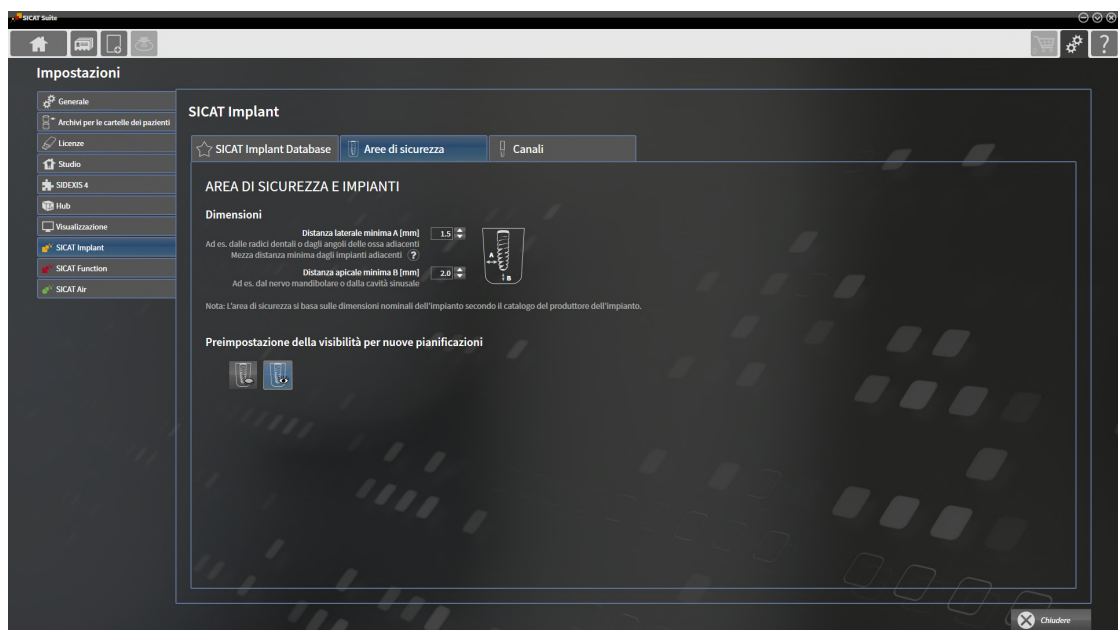 SICAT Suite
Impostazioni
Generale
Archivi per le cartelle dei pazienti
Licenze
Studio
SIDEXIS 4
Hub
Visualizzazione
SICAT Implant
SICAT Function
SICAT Air
SICAT Implant
SICAT Implant Database
Aree di sicurezza
Canali
AREA DI SICUREZZA E IMPIANTI
Dimensioni
Distanza laterale minima A [mm] 1.5
Ad es. dalle radici dentali o dagli angoli delle ossa adiacenti
Mezza distanza minima dagli impianti adiacenti ?
Distanza apicale minima B [mm] 2.0
Ad es. dal nervo mandibolare o dalla cavità sinusale
A
B
Nota: L'area di sicurezza si basa sulle dimensioni nominali dell'impianto secondo il catalogo del produttore dell'impianto.
Preimpostazione della visibilità per nuove pianificazioni
Chiudere